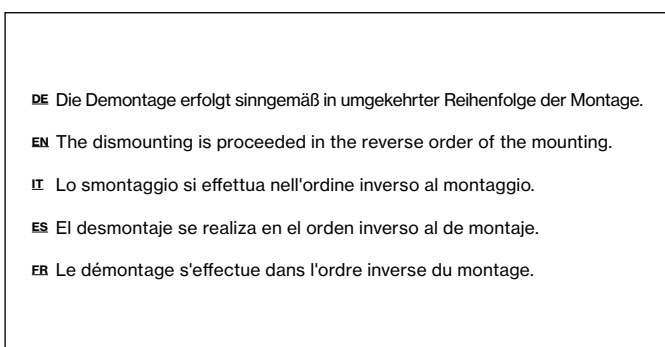 DE Die Demontage erfolgt sinngemäß in umgekehrter Reihenfolge der Montage.
EN The dismounting is proceeded in the reverse order of the mounting.
IT Lo smontaggio si effettua nell'ordine inverso al montaggio.
ES El desmontaje se realiza en el orden inverso al de montaje.
FR Le démontage s'effectue dans l'ordre inverse du montage.